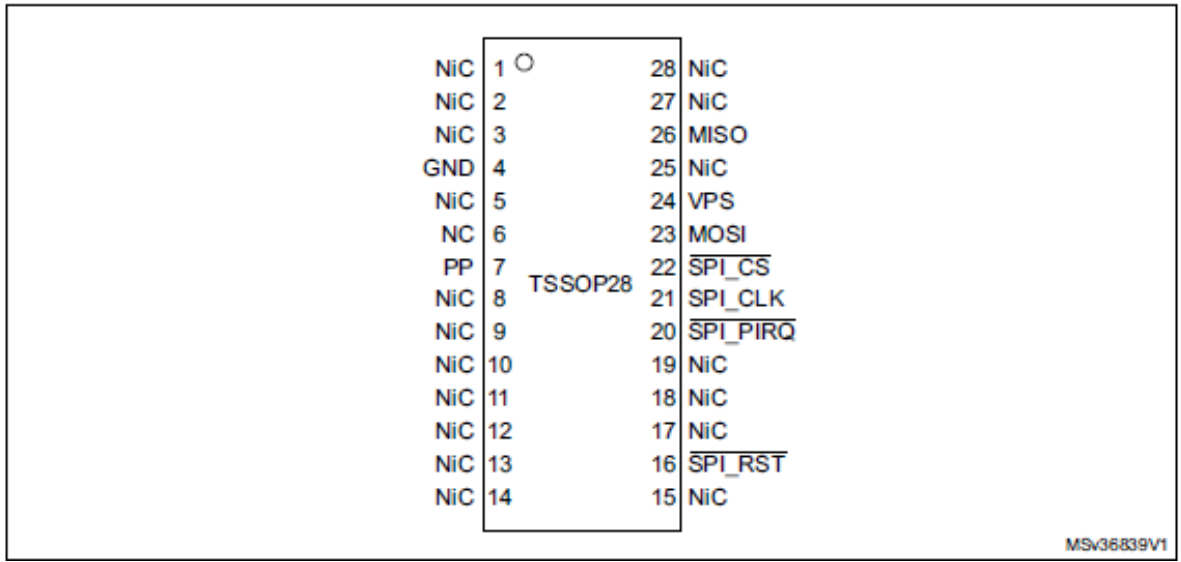 NiC 1 28 NiC
NiC 2 27 NiC
NiC 3 26 MISO
GND 4 25 NiC
NiC 5 24 VPS
NC 6 23 MOSI
PP 7 22 SPI_CS
TSSOP28
NiC 8 21 SPI_CLK
NiC 9 20 SPI_PIRQ
NiC 10 19 NiC
NiC 11 18 NiC
NiC 12 17 NiC
NiC 13 16 SPI_RST
NiC 14 15 NiC
MSv36839V1